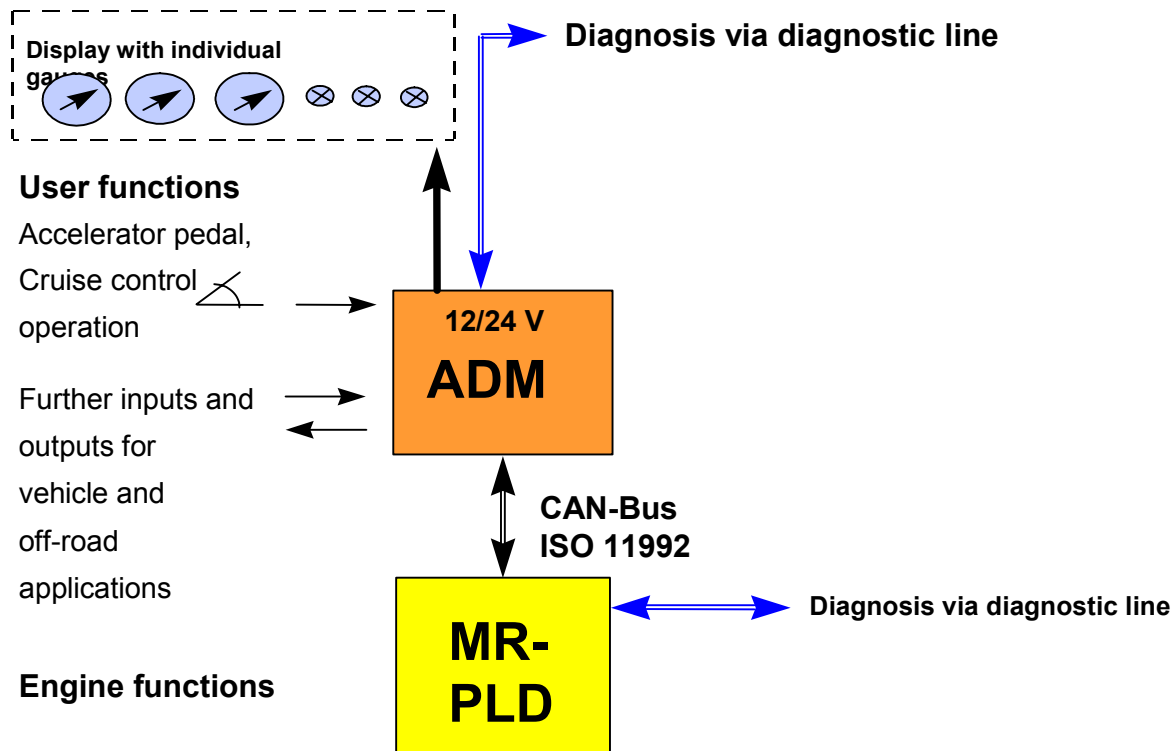 Display with individual
gauges
Diagnosis via diagnostic line
User functions
Accelerator pedal,
Cruise control
operation
12/24 V
ADM
Further inputs and
outputs for
vehicle and
off-road
applications
CAN-Bus
ISO 11992
MR-
PLD
Diagnosis via diagnostic line
Engine functions